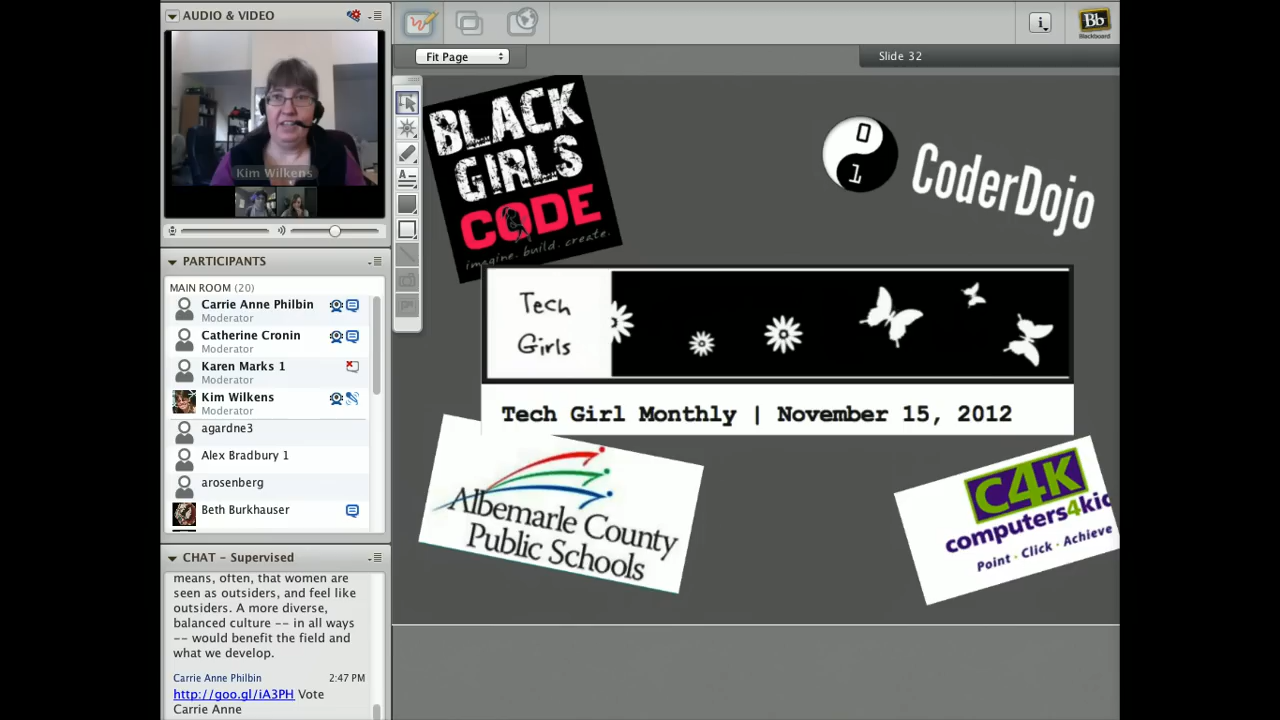 AUDIO & VIDEO
Kim Wilkens
PARTICIPANTS
MAIN ROOM (20)
Carrie Anne Philbin
Moderator
Catherine Cronin
Moderator
Karen Marks 1
Moderator
Kim Wilkens
Moderator
agardne3
Alex Bradbury 1
arosenberg
Beth Burkhauser
CHAT – Supervised
means, often, that women are
seen as outsiders, and feel like
outsiders. A more diverse,
balanced culture -- in all ways
-- would benefit the field and
what we develop.
Carrie Anne Philbin 2:47 PM
http://goo.gl/iA3PH Vote
Carrie Anne
Fit Page
Slide 32
i
Bb
Blackboard
A
BLACK
GIRLS
CODE
imagine. build. create.
0
1
CoderDojo
Tech
Girls
Tech Girl Monthly | November 15, 2012
Albemarle County
Public Schools
C4K
computers4kid
Point · Click · Achieve